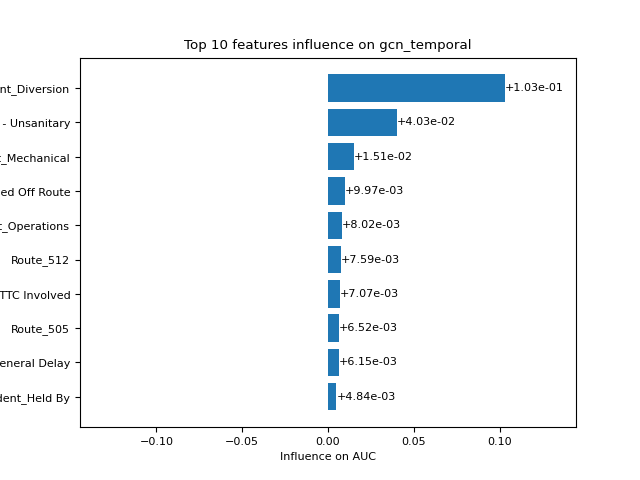 Top 10 features influence on gcn_temporal
nt_Diversion
+1.03e-01
- Unsanitary
+4.03e-02
_Mechanical
+1.51e-02
ed Off Route
+9.97e-03
_Operations
+8.02e-03
Route_512
+7.59e-03
TTC Involved
+7.07e-03
Route_505
+6.52e-03
eneral Delay
+6.15e-03
dent_Held By
+4.84e-03
−0.10 −0.05 0.00 0.05 0.10
Influence on AUC